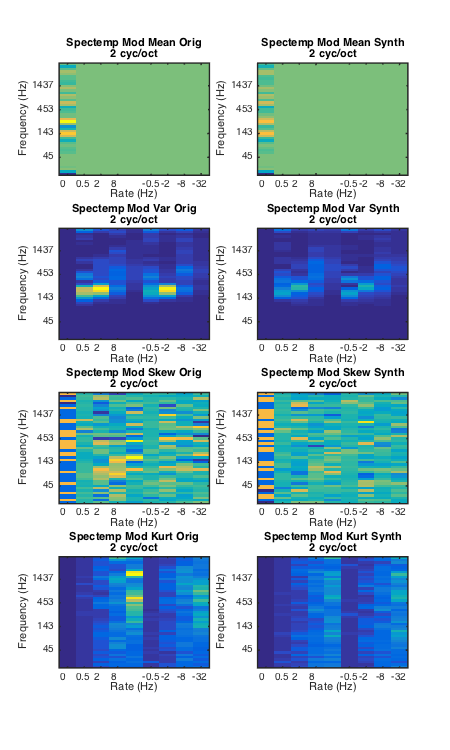 Spectemp Mod Mean Orig
2 cyc/oct
Spectemp Mod Mean Synth
2 cyc/oct
Frequency (Hz)
1437
453
143
45
0 0.5 2 8 -0.5 -2 -8 -32
Rate (Hz)
Frequency (Hz)
1437
453
143
45
0 0.5 2 8 -0.5 -2 -8 -32
Rate (Hz)
Spectemp Mod Var Orig
2 cyc/oct
Spectemp Mod Var Synth
2 cyc/oct
Frequency (Hz)
1437
453
143
45
0 0.5 2 8 -0.5 -2 -8 -32
Rate (Hz)
Frequency (Hz)
1437
453
143
45
0 0.5 2 8 -0.5 -2 -8 -32
Rate (Hz)
Spectemp Mod Skew Orig
2 cyc/oct
Spectemp Mod Skew Synth
2 cyc/oct
Frequency (Hz)
1437
453
143
45
0 0.5 2 8 -0.5 -2 -8 -32
Rate (Hz)
Frequency (Hz)
1437
453
143
45
0 0.5 2 8 -0.5 -2 -8 -32
Rate (Hz)
Spectemp Mod Kurt Orig
2 cyc/oct
Spectemp Mod Kurt Synth
2 cyc/oct
Frequency (Hz)
1437
453
143
45
0 0.5 2 8 -0.5 -2 -8 -32
Rate (Hz)
Frequency (Hz)
1437
453
143
45
0 0.5 2 8 -0.5 -2 -8 -32
Rate (Hz)